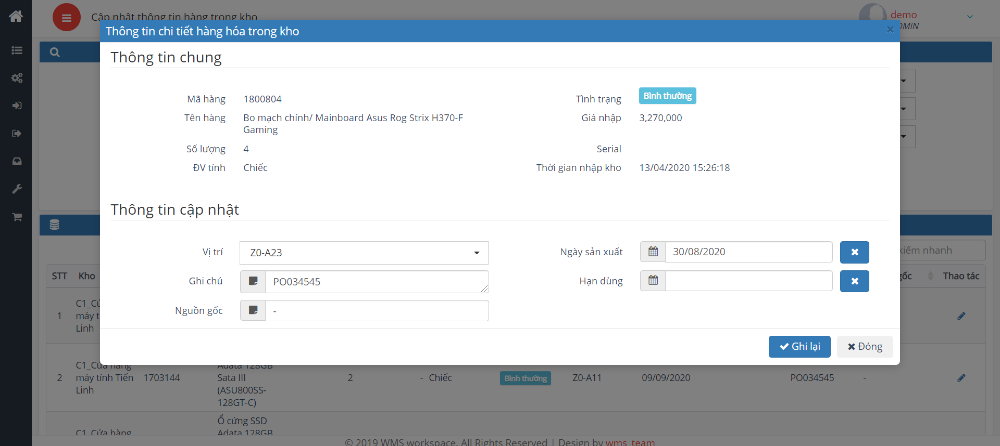 Cập nhật thông tin hàng trong kho
demo
Thông tin chi tiết hàng hóa trong kho
Thông tin chung
Mã hàng 1800804 Tình trạng Bình thường
Tên hàng Bo mạch chính/ Mainboard Asus Rog Strix H370-F Giá nhập 3,270,000
Gaming
Số lượng 4 Serial
ĐV tính Chiếc Thời gian nhập kho 13/04/2020 15:26:18
Thông tin cập nhật
Vị trí Z0-A23 Ngày sản xuất 30/08/2020
Ghi chú PO034545 Hạn dùng
Nguồn gốc -
Ghi lại Đóng
kiếm nhanh
STT Kho gốc Thao tác
1
máy t
Linh
C1_Cửa hàng Adata 128GB
2 máy tính Tiến 1703144 Sata III 2 - Chiếc Bình thường Z0-A11 09/09/2020 PO034545 -
Linh (ASU800SS-
128GT-C)
Ổ cứng SSD
C1_Cửa hàng Adata 128GB
© 2019 WMS workspace. All Rights Reserved | Design by wms_team